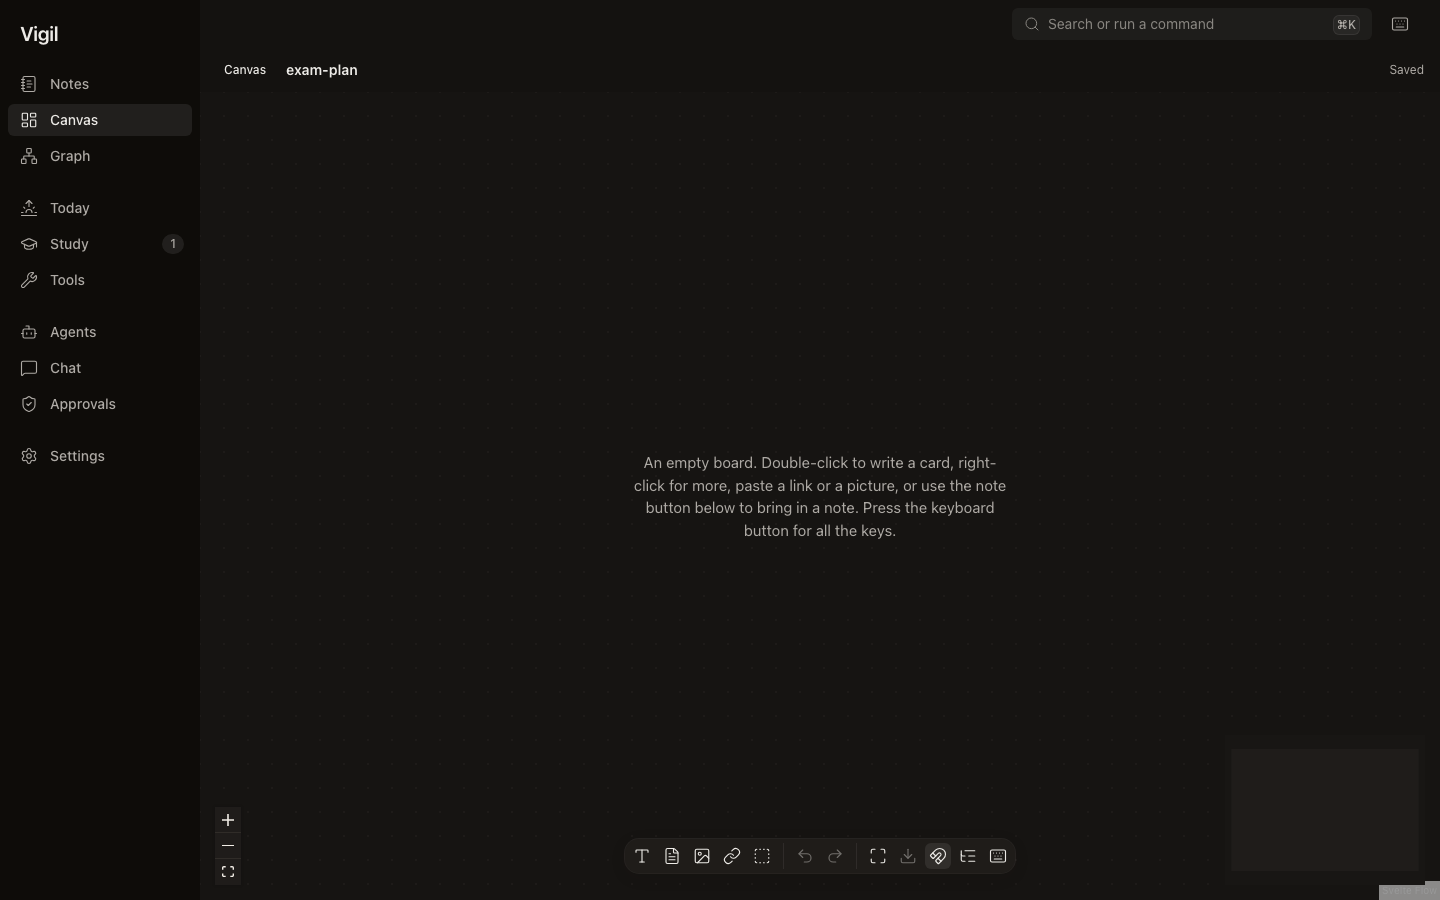 Vigil
Search or run a command
⌘K
Notes
Canvas
Graph
Today
Study
1
Tools
Agents
Chat
Approvals
Settings
Canvas
exam-plan
Saved
An empty board. Double-click to write a card, right-
click for more, paste a link or a picture, or use the note
button below to bring in a note. Press the keyboard
button for all the keys.